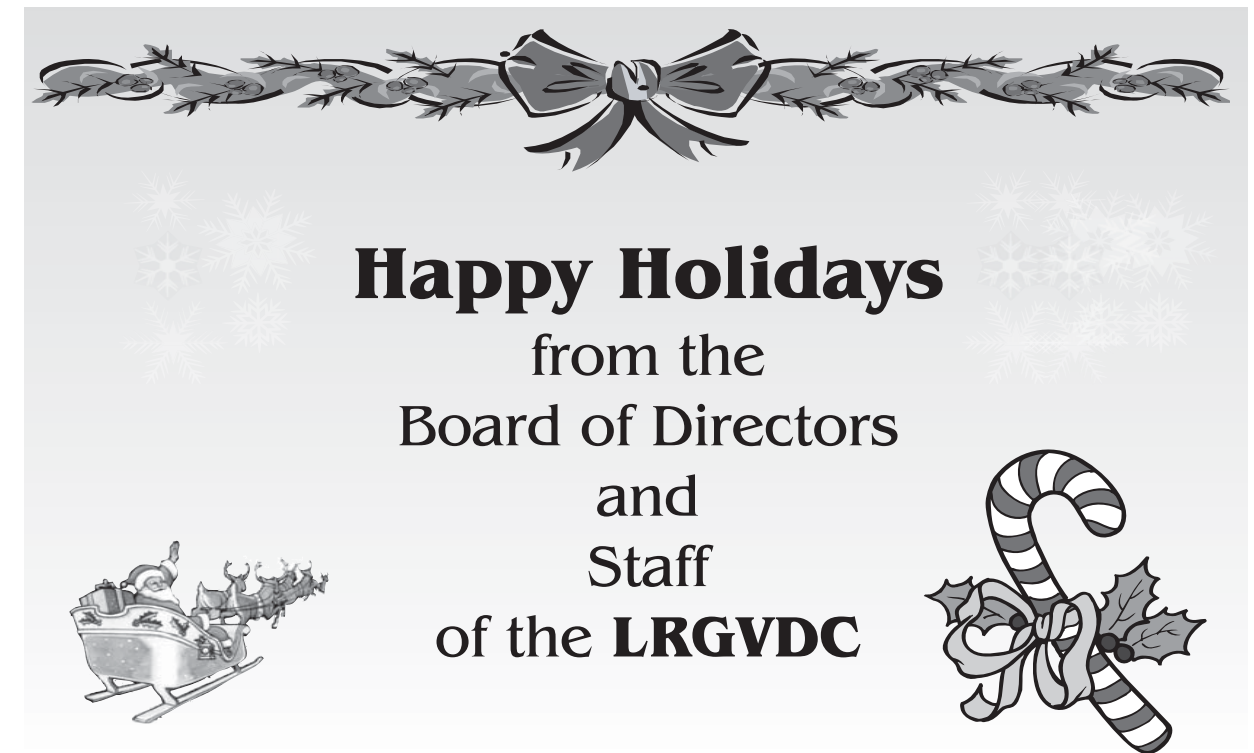 Happy Holidays
from the
Board of Directors
and
Staff
of the LRGVDC